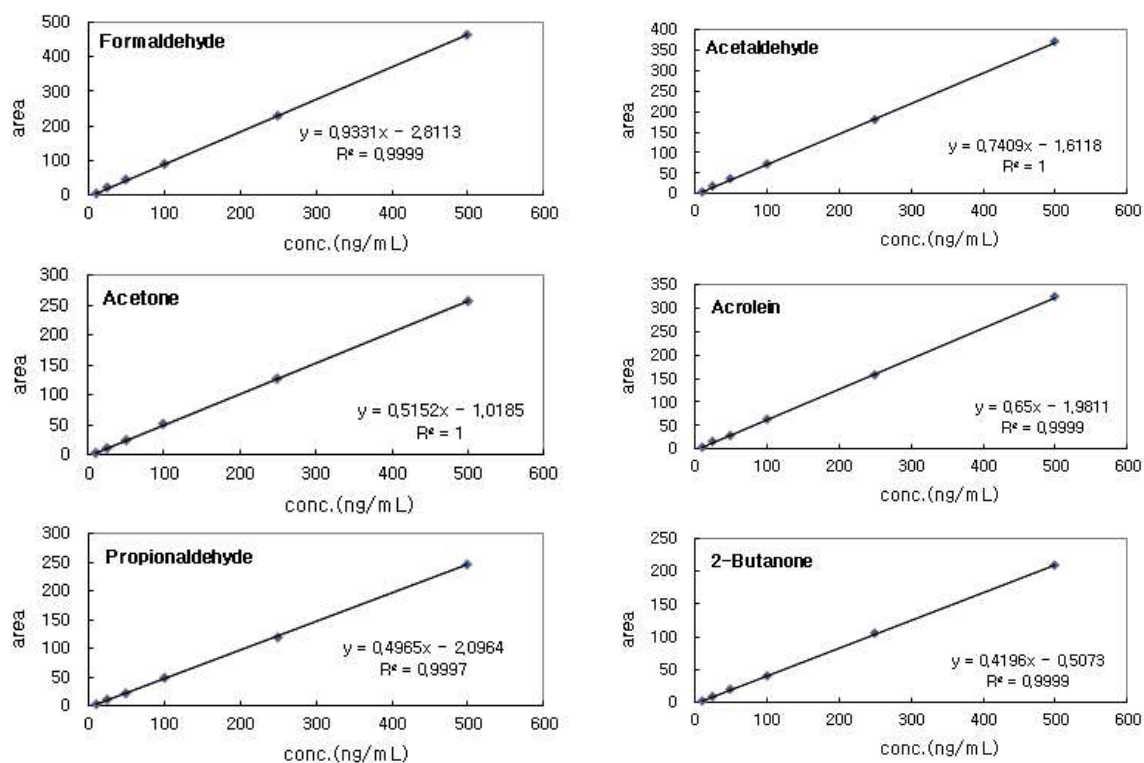 Formaldehyde
area
500
400
300
200
100
0
y = 0,9331x - 2,8113
R² = 0,9999
0 100 200 300 400 500 600
conc.(ng/mL)
Acetaldehyde
area
400
350
300
250
200
150
100
50
0
y = 0,7409x - 1,6118
R² = 1
0 100 200 300 400 500 600
conc.(ng/mL)
Acetone
area
300
250
200
150
100
50
0
y = 0,5152x - 1,0185
R² = 1
0 100 200 300 400 500 600
conc.(ng/mL)
Acrolein
area
350
300
250
200
150
100
50
0
y = 0,65x - 1,9811
R² = 0,9999
0 100 200 300 400 500 600
conc.(ng/mL)
Propionaldehyde
area
300
250
200
150
100
50
0
y = 0,4965x - 2,0964
R² = 0,9997
0 100 200 300 400 500 600
conc.(ng/mL)
2-Butanone
area
250
200
150
100
50
0
y = 0,4196x - 0,5073
R² = 0,9999
0 100 200 300 400 500 600
conc.(ng/mL)